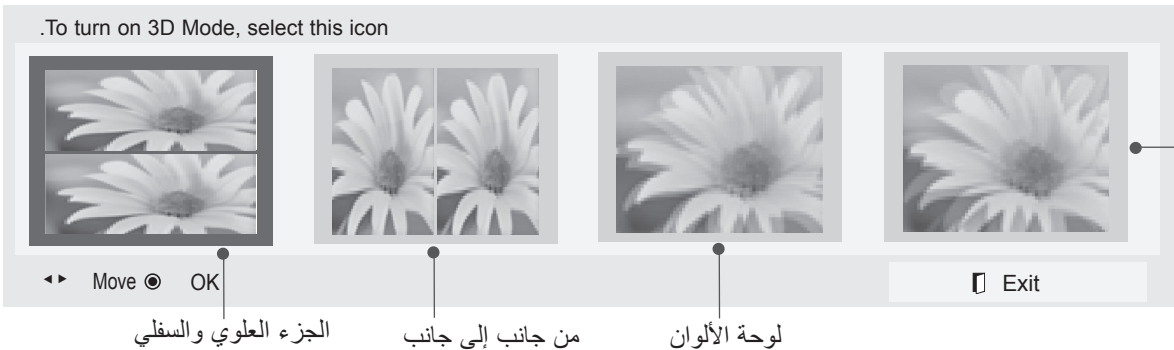 .To turn on 3D Mode, select this icon
Move OK Exit
الجزء العلوي والسفلي
من جانب إلى جانب
لوحة الألوان